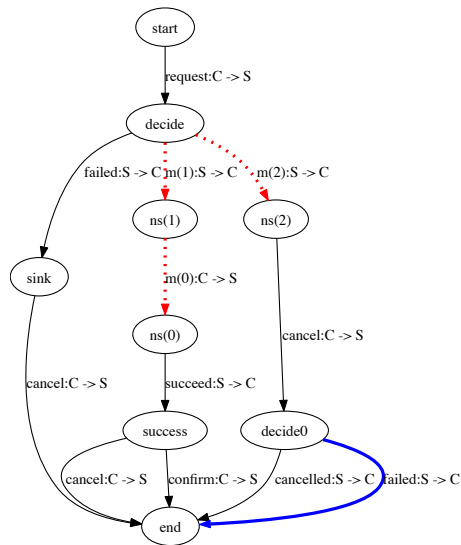 start
request:C -> S
decide
failed:S -> C
m(1):S -> C
m(2):S -> C
ns(1)
ns(2)
sink
m(0):C -> S
ns(0)
cancel:C -> S
cancel:C -> S
succeed:S -> C
success
decide0
cancel:C -> S
confirm:C -> S
cancelled:S -> C
failed:S -> C
end